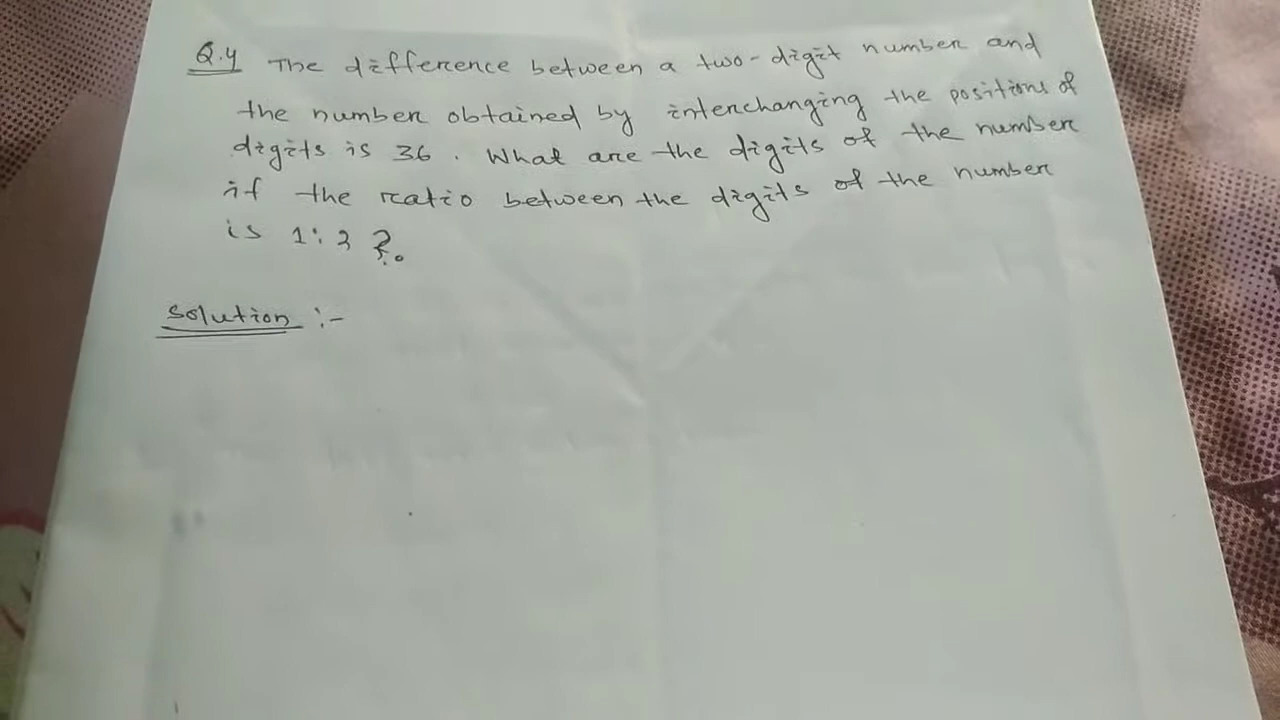 Q.4 The difference between a two-digit number and
the number obtained by interchanging the positions of
digits is 36. What are the digits of the number
if the ratio between the digits of the number
is 1:2 ?.
Solution :-